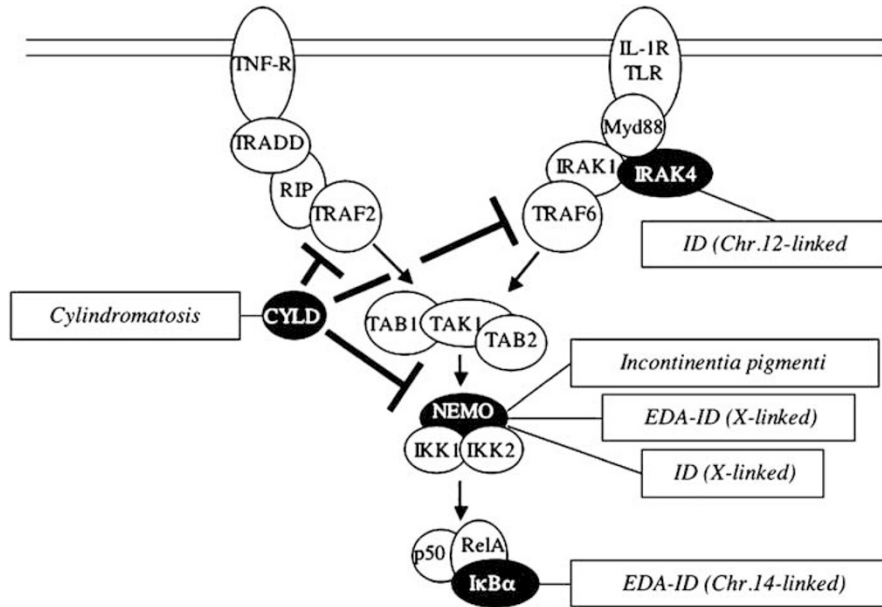 TNF-R
IL-1R
TLR
TRADD
Myd88
RIP
IRAK1
IRAK4
TRAF2
TRAF6
ID (Chr.12-linked
Cylindromatosis
CYLD
TAB1
TAK1
TAB2
Incontinentia pigmenti
NEMO
EDA-ID (X-linked)
IKK1
IKK2
ID (X-linked)
p50
RelA
IκBα
EDA-ID (Chr.14-linked)